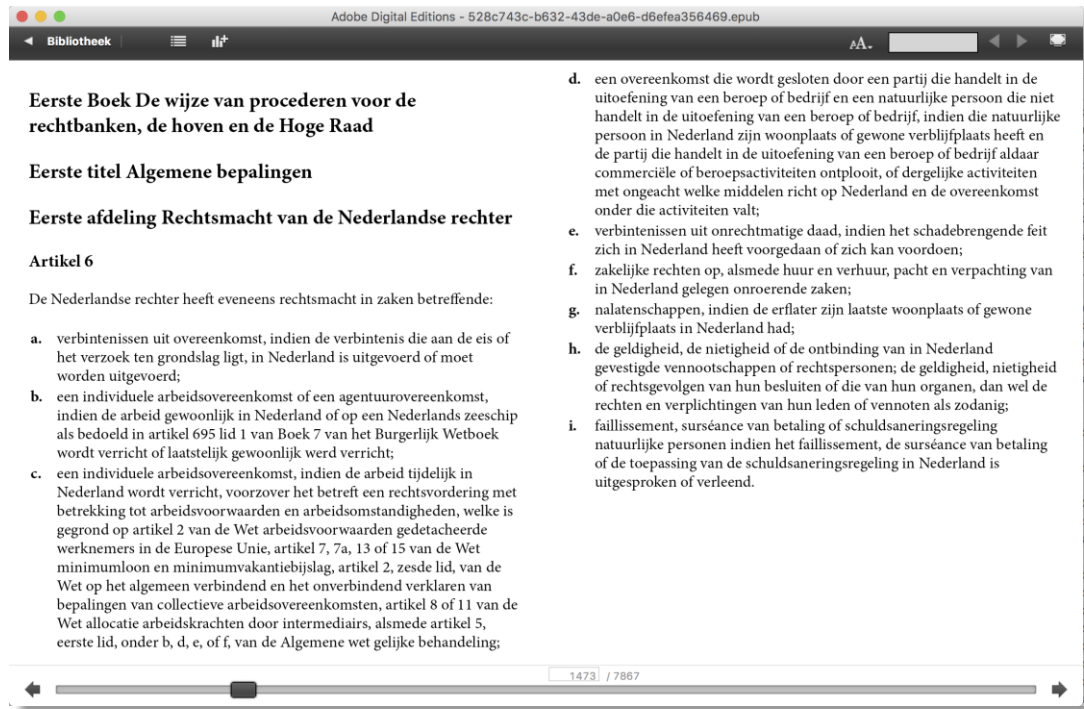 Adobe Digital Editions - 528c743c-b632-43de-a0e6-d6efea356469.epub
Bibliotheek
AA
Eerste Boek De wijze van procederen voor de
rechtbanken, de hoven en de Hoge Raad
Eerste titel Algemene bepalingen
Eerste afdeling Rechtsmacht van de Nederlandse rechter
Artikel 6
De Nederlandse rechter heeft eveneens rechtsmacht in zaken betreffende:
a. verbintenissen uit overeenkomst, indien de verbintenis die aan de eis of
het verzoek ten grondslag ligt, in Nederland is uitgevoerd of moet
worden uitgevoerd;
b. een individuele arbeidsovereenkomst of een agentuurovereenkomst,
indien de arbeid gewoonlijk in Nederland of op een Nederlands zeeschip
als bedoeld in artikel 695 lid 1 van Boek 7 van het Burgerlijk Wetboek
wordt verricht of laatstelijk gewoonlijk werd verricht;
c. een individuele arbeidsovereenkomst, indien de arbeid tijdelijk in
Nederland wordt verricht, voorzover het betreft een rechtsvordering met
betrekking tot arbeidsvoorwaarden en arbeidsomstandigheden, welke is
gegrond op artikel 2 van de Wet arbeidsvoorwaarden gedetacheerde
werknemers in de Europese Unie, artikel 7, 7a, 13 of 15 van de Wet
minimumloon en minimumvakantiebijslag, artikel 2, zesde lid, van de
Wet op het algemeen verbindend en het onverbindend verklaren van
bepalingen van collectieve arbeidsovereenkomsten, artikel 8 of 11 van de
Wet allocatie arbeidskrachten door intermediairs, alsmede artikel 5,
eerste lid, onder b, d, e, of f, van de Algemene wet gelijke behandeling;
d. een overeenkomst die wordt gesloten door een partij die handelt in de
uitoefening van een beroep of bedrijf en een natuurlijke persoon die niet
handelt in de uitoefening van een beroep of bedrijf, indien die natuurlijke
persoon in Nederland zijn woonplaats of gewone verblijfplaats heeft en
de partij die handelt in de uitoefening van een beroep of bedrijf aldaar
commerciële of beroepsactiviteiten ontplooit, of dergelijke activiteiten
met ongeacht welke middelen richt op Nederland en de overeenkomst
onder die activiteiten valt;
e. verbintenissen uit onrechtmatige daad, indien het schadebrengende feit
zich in Nederland heeft voorgedaan of zich kan voordoen;
f. zakelijke rechten op, alsmede huur en verhuur, pacht en verpachting van
in Nederland gelegen onroerende zaken;
g. nalatenschappen, indien de erflater zijn laatste woonplaats of gewone
verblijfplaats in Nederland had;
h. de geldigheid, de nietigheid of de ontbinding van in Nederland
gevestigde vennootschappen of rechtspersonen; de geldigheid, nietigheid
of rechtsgevolgen van hun besluiten of die van hun organen, dan wel de
rechten en verplichtingen van hun leden of vennoten als zodanig;
i. faillissement, surséance van betaling of schuldsaneringsregeling
natuurlijke personen indien het faillissement, de surséance van betaling
of de toepassing van de schuldsaneringsregeling in Nederland is
uitgesproken of verleend.
1473 / 7867